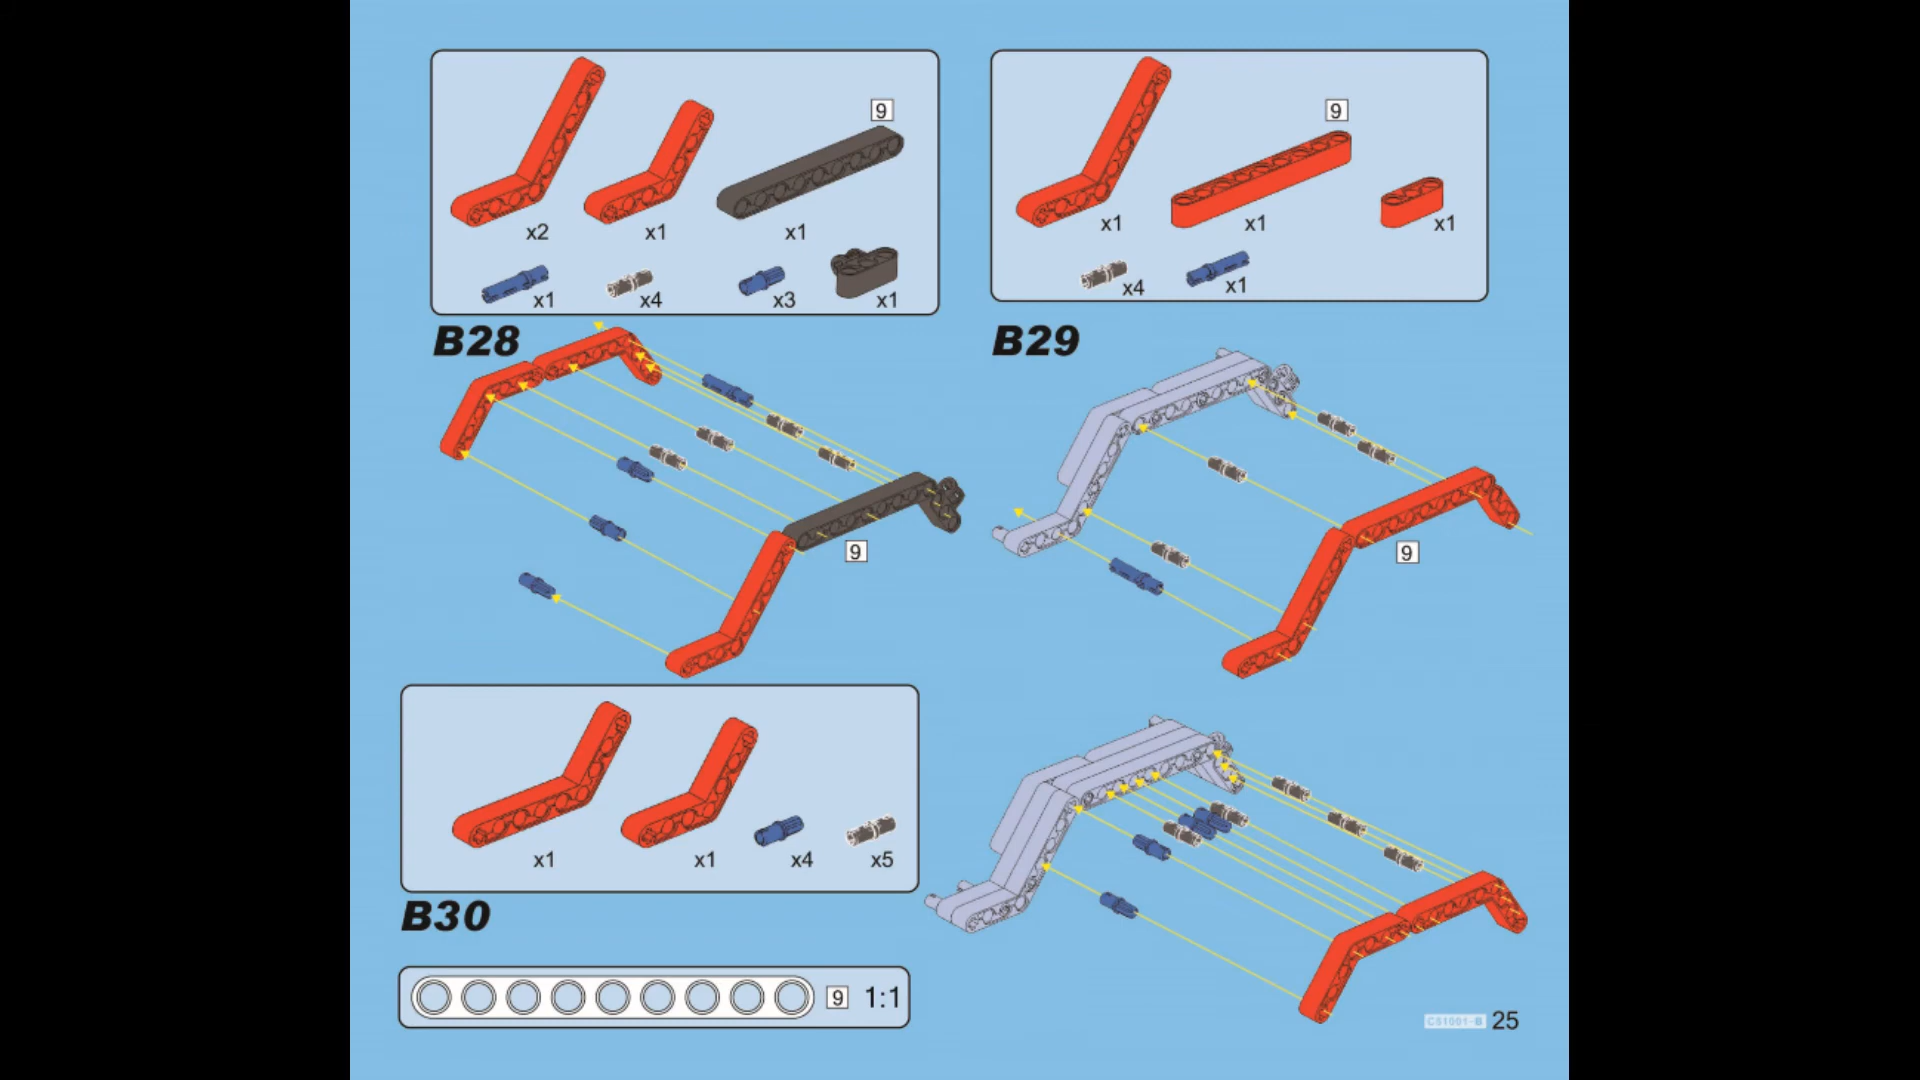 9
x2 x1 x1
x1 x4 x3 x1
B28
9
9
x1 x1 x1
x4 x1
B29
9
x1 x1 x4 x5
B30
9 1:1
C61001-B 25